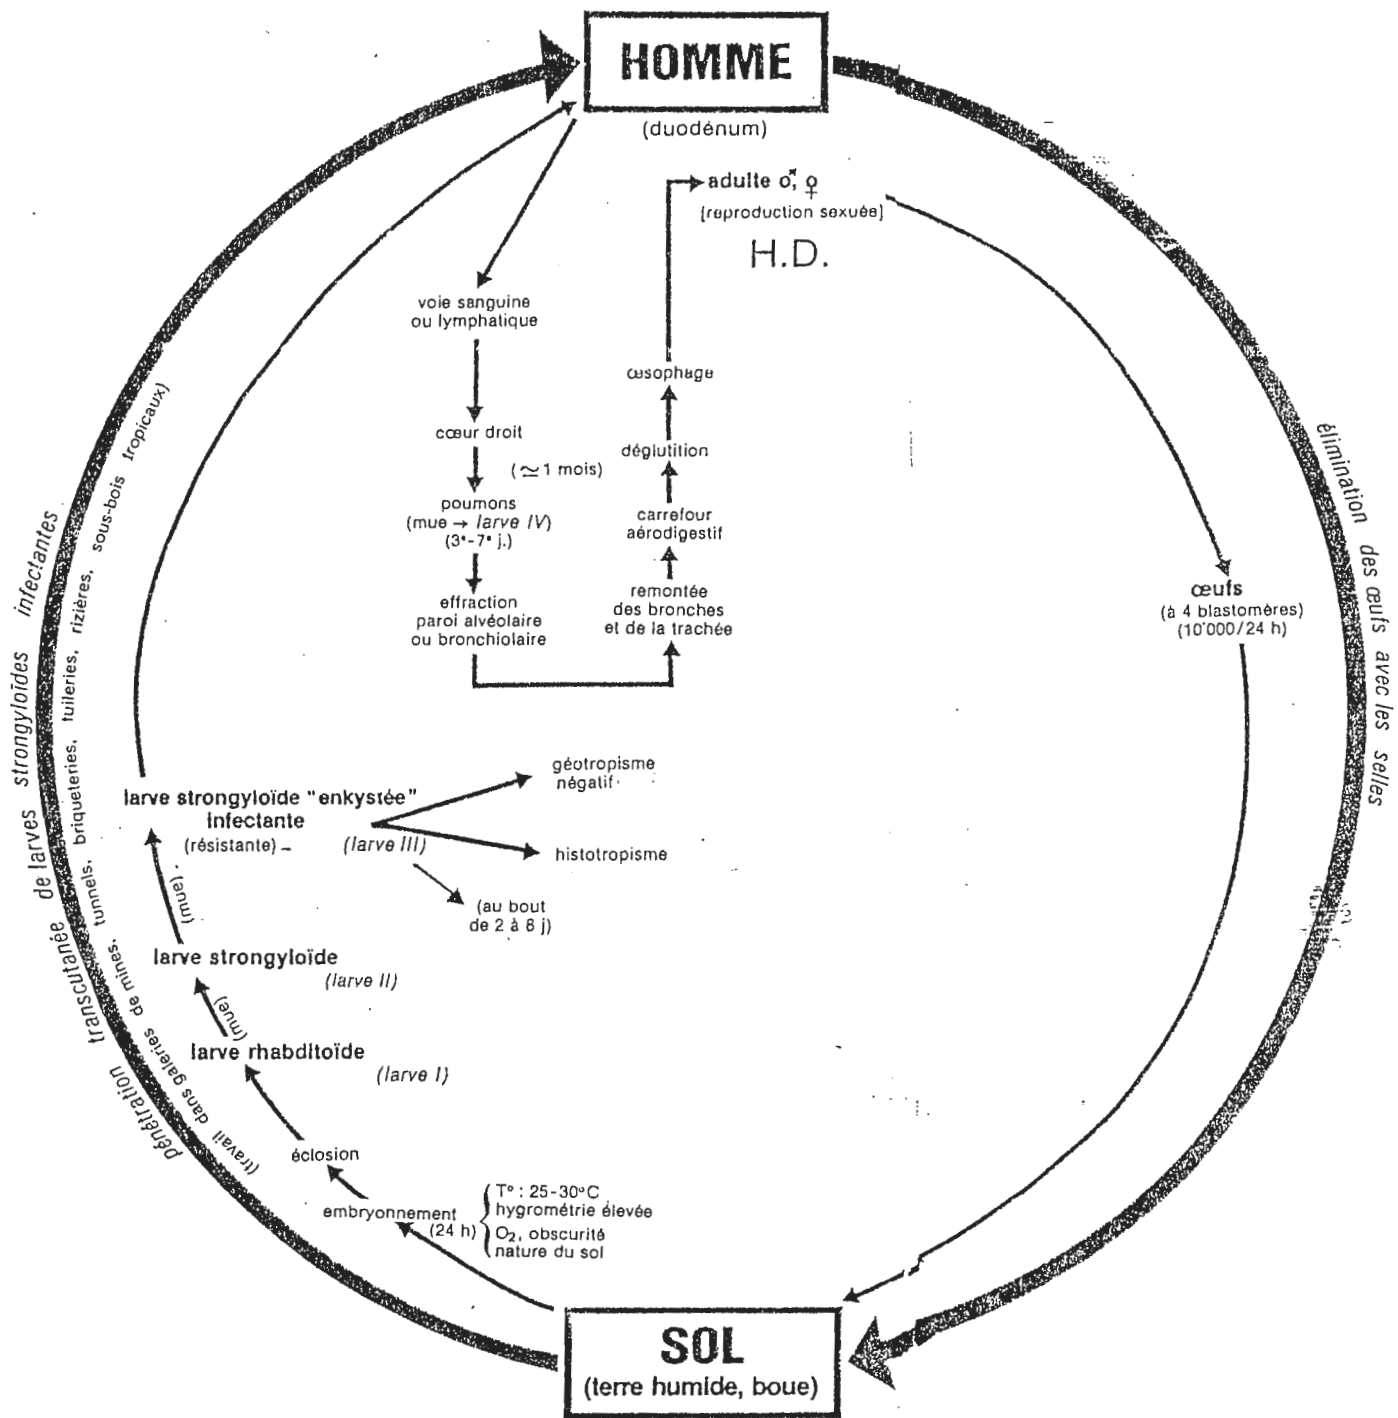 HOMME
(duodénum)
adulte ♂, ♀
(reproduction sexuée)
H.D.
voie sanguine
ou lymphatique
cœur droit
(≃ 1 mois)
poumons
(mue → larve IV)
(3e-7e j.)
effraction
paroi alvéolaire
ou bronchiolaire
remontée
des bronches
et de la trachée
carrefour
aérodigestif
déglutition
œsophage
élimination des œufs avec les selles
œufs
(à 4 blastomères)
(10'000/24 h)
SOL
(terre humide, boue)
embryonnement
(24 h)
T° : 25-30°C
hygrométrie élevée
O2, obscurité
nature du sol
éclosion
larve rhabditoïde
(larve I)
(mue)
larve strongyloïde
(larve II)
(mue)
larve strongyloïde "enkystée"
infectante
(résistante)
(larve III)
géotropisme
négatif
histotropisme
(au bout
de 2 à 8 j)
pénétration transcutanée de larves strongyloïdes infectantes
(travail dans galeries de mines, tunnels, briqueteries, tuileries, rizières, sous-bois tropicaux)